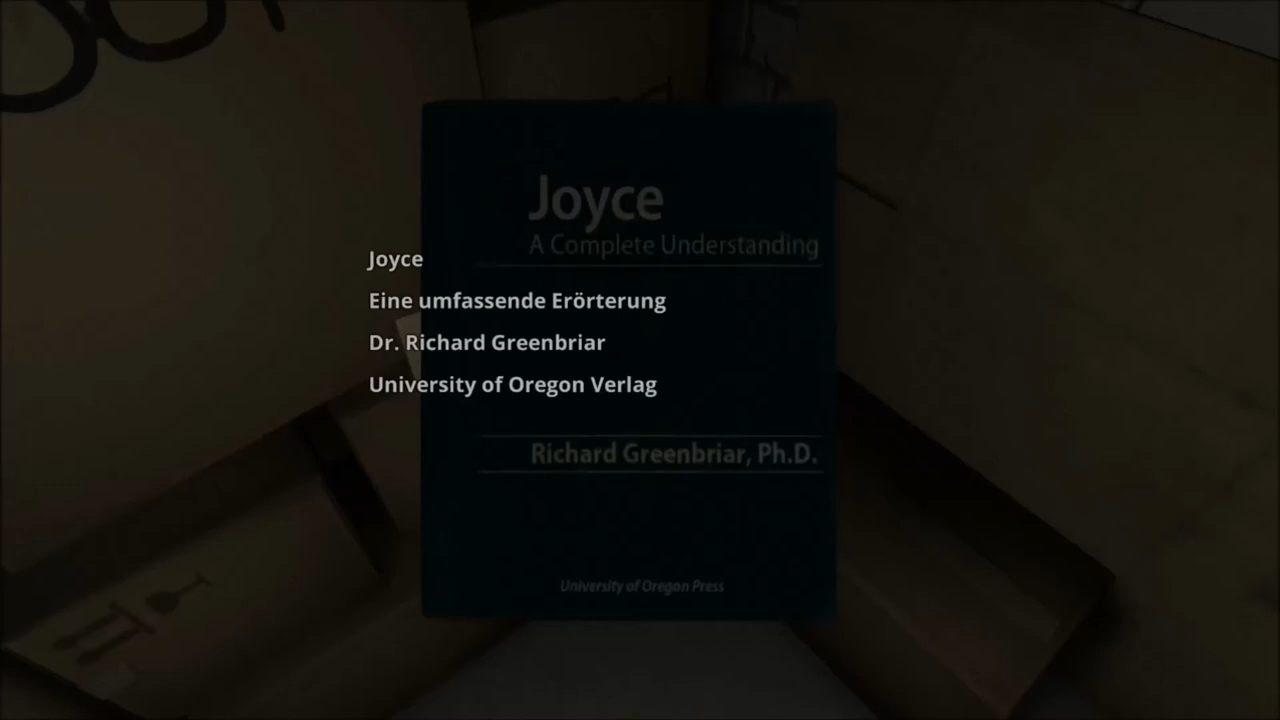 Joyce
A Complete Understanding
Joyce
Eine umfassende Erörterung
Dr. Richard Greenbriar
University of Oregon Verlag
Richard Greenbriar, Ph.D.
University of Oregon Press